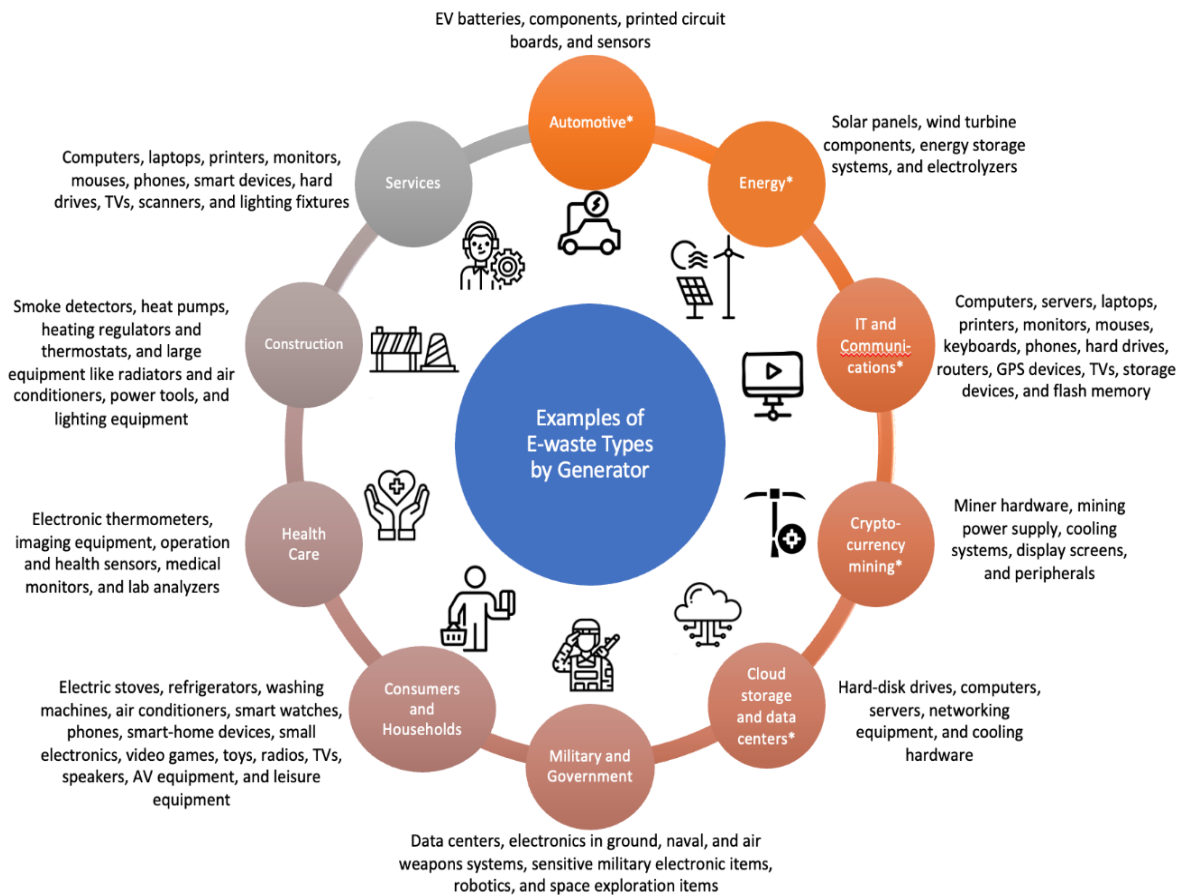 EV batteries, components, printed circuit
boards, and sensors
Automotive*
Solar panels, wind turbine
components, energy storage
systems, and electrolyzers
Energy*
Computers, servers, laptops,
printers, monitors, mouses,
keyboards, phones, hard drives,
routers, GPS devices, TVs, storage
devices, and flash memory
IT and
Communi-
cations*
Miner hardware, mining
power supply, cooling
systems, display screens,
and peripherals
Crypto-
currency
mining*
Hard-disk drives, computers,
servers, networking
equipment, and cooling
hardware
Cloud
storage
and data
centers*
Military and
Government
Data centers, electronics in ground, naval, and air
weapons systems, sensitive military electronic items,
robotics, and space exploration items
Consumers
and
Households
Electric stoves, refrigerators, washing
machines, air conditioners, smart watches,
phones, smart-home devices, small
electronics, video games, toys, radios, TVs,
speakers, AV equipment, and leisure
equipment
Health
Care
Electronic thermometers,
imaging equipment, operation
and health sensors, medical
monitors, and lab analyzers
Construction
Smoke detectors, heat pumps,
heating regulators and
thermostats, and large
equipment like radiators and air
conditioners, power tools, and
lighting equipment
Services
Computers, laptops, printers, monitors,
mouses, phones, smart devices, hard
drives, TVs, scanners, and lighting fixtures
Examples of
E-waste Types
by Generator